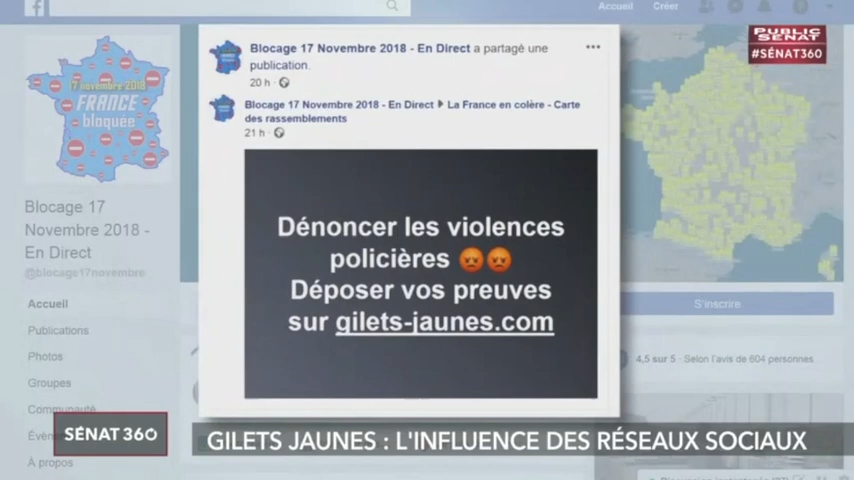 f
Accueil
Créer
PUBLIC
SENAT
#SÉNAT360
17 novembre 2018
FRANCE
bloquée
Blocage 17
Novembre 2018 -
En Direct
@blocage17novembre
Accueil
Publications
Photos
Groupes
Communauté
À propos
Blocage 17 Novembre 2018 - En Direct a partagé une
publication.
20 h
Blocage 17 Novembre 2018 - En Direct La France en colère - Carte
des rassemblements
21 h
Dénoncer les violences
policières 😡😡
Déposer vos preuves
sur gilets-jaunes.com
S'inscrire
4,5 sur 5 · Selon l'avis de 604 personnes
SÉNAT 360
GILETS JAUNES : L'INFLUENCE DES RÉSEAUX SOCIAUX